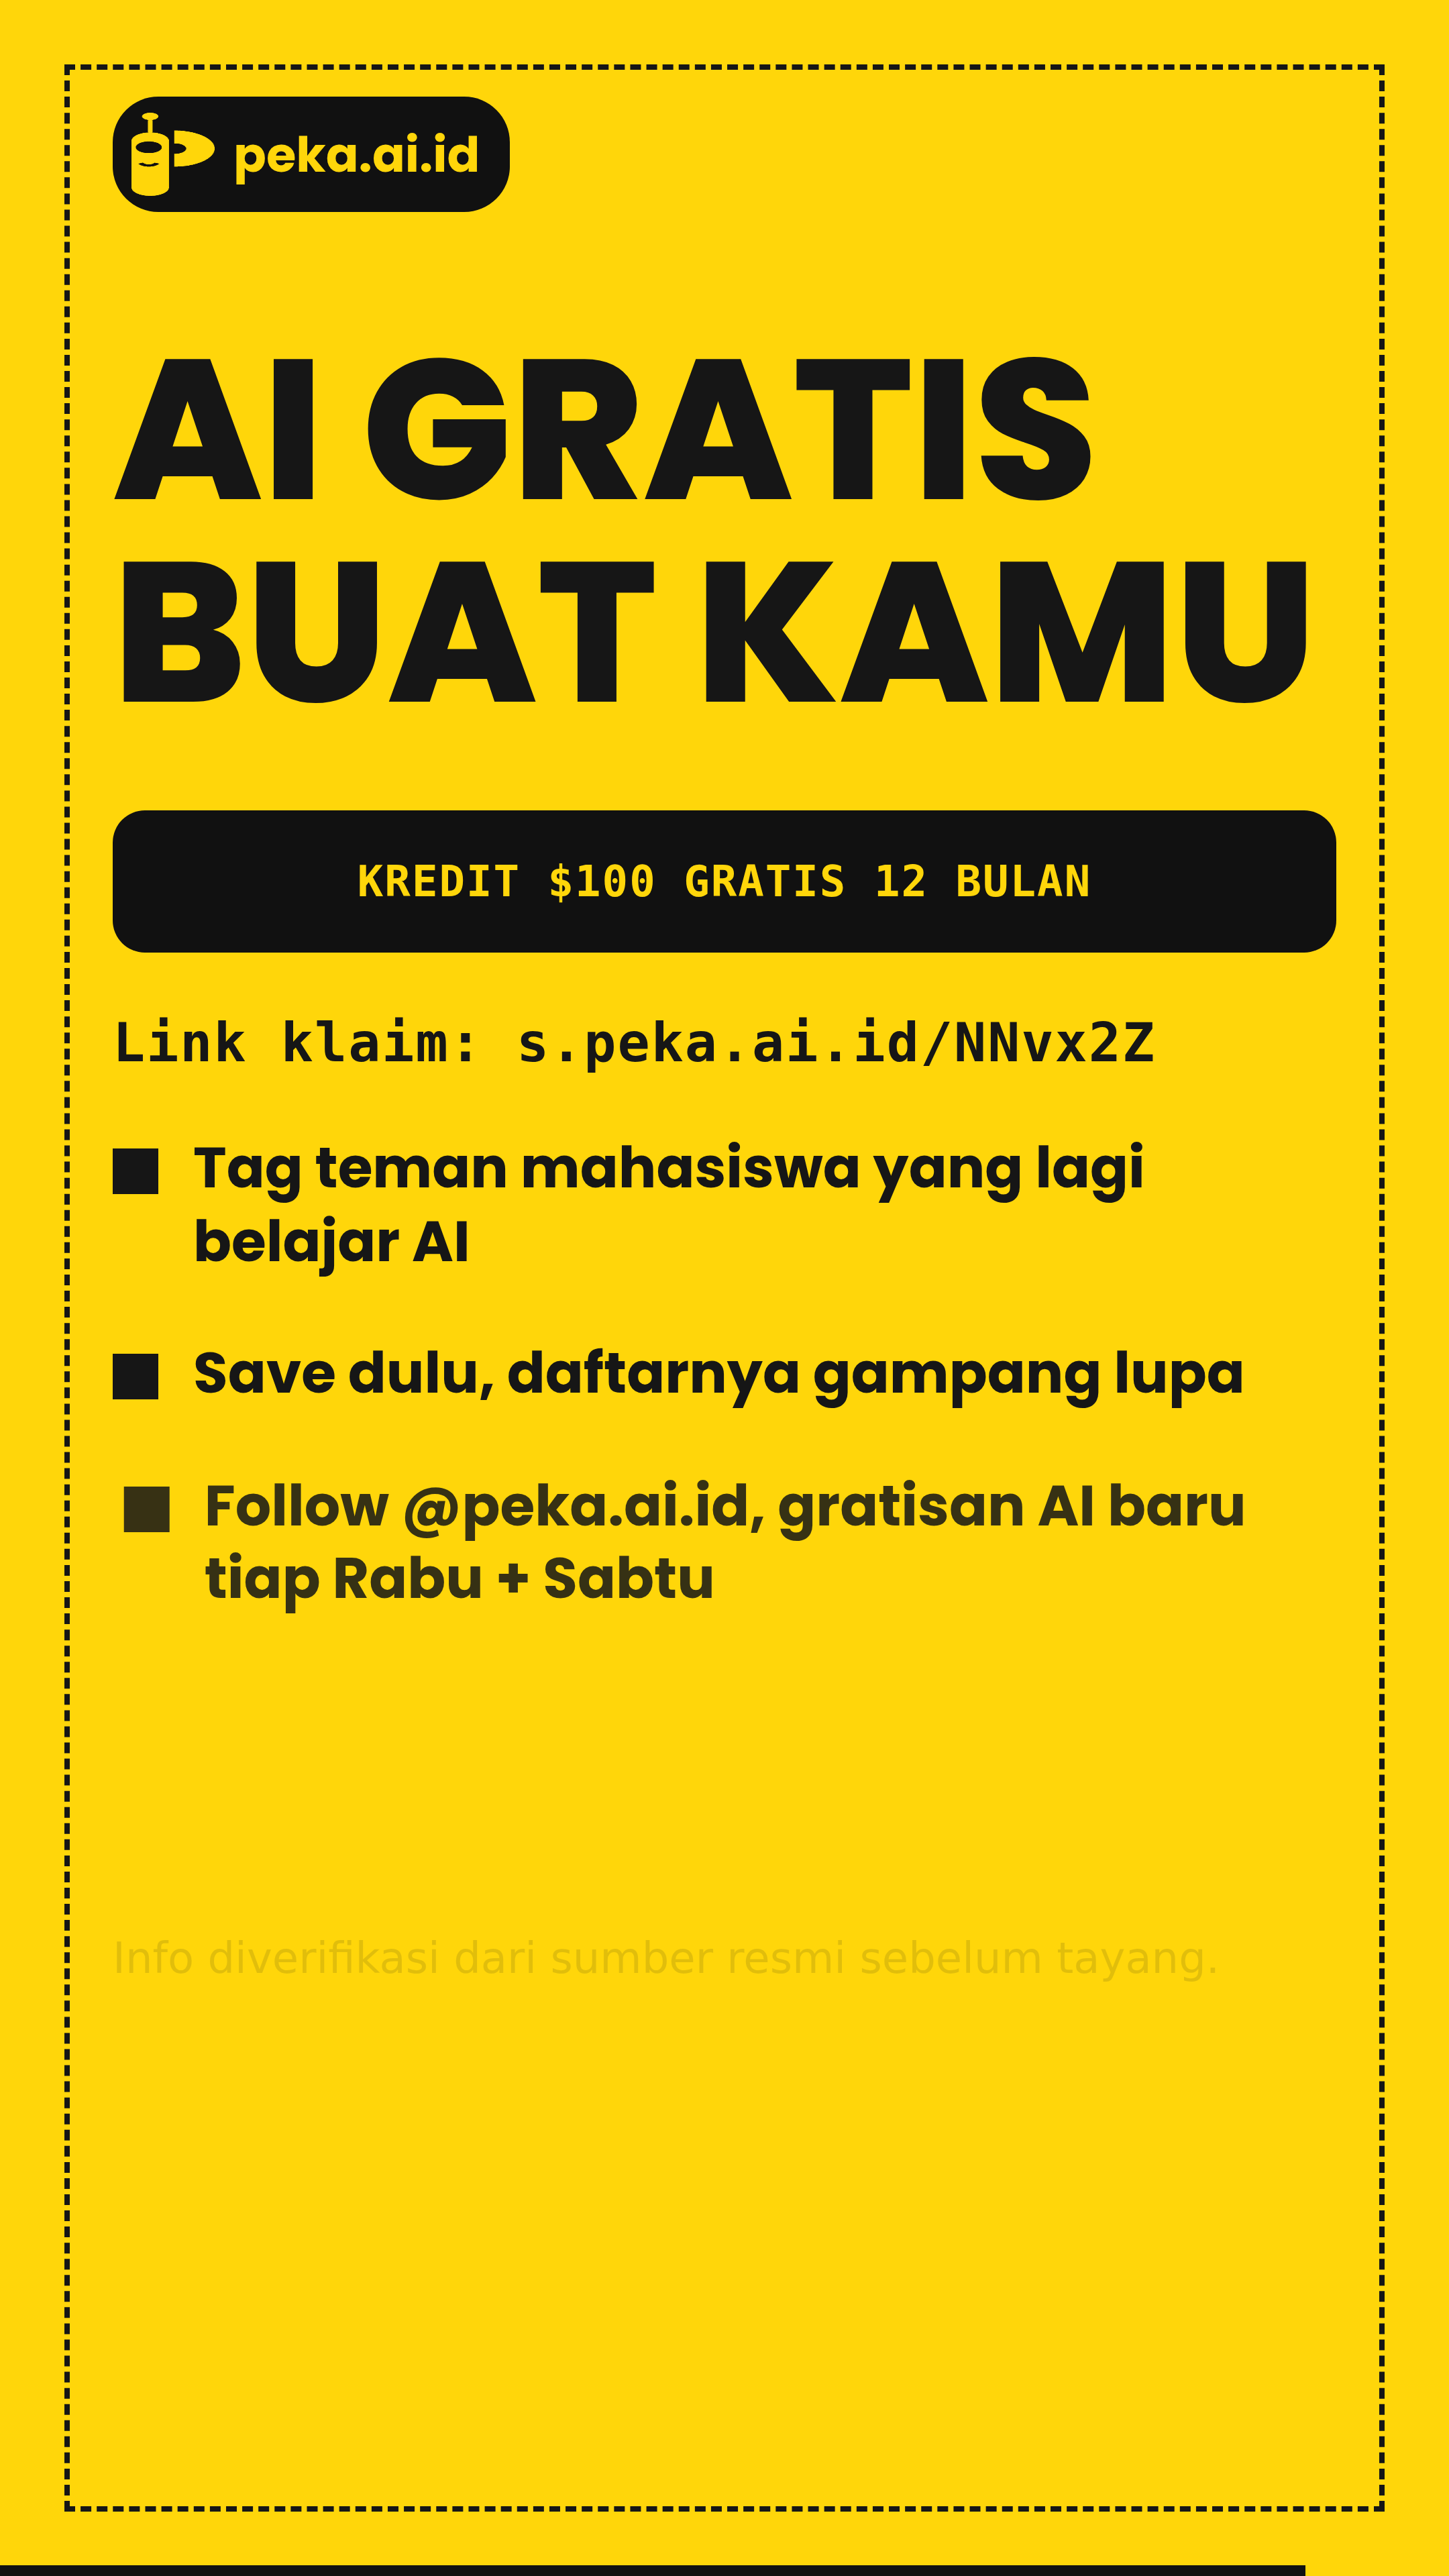 peka.ai.id
AI GRATIS
BUAT KAMU
KREDIT $100 GRATIS 12 BULAN
Link klaim: s.peka.ai.id/NNvx2Z
Tag teman mahasiswa yang lagi
belajar AI
Save dulu, daftarnya gampang lupa
Follow @peka.ai.id, gratisan AI baru
tiap Rabu + Sabtu
Info diverifikasi dari sumber resmi sebelum tayang.